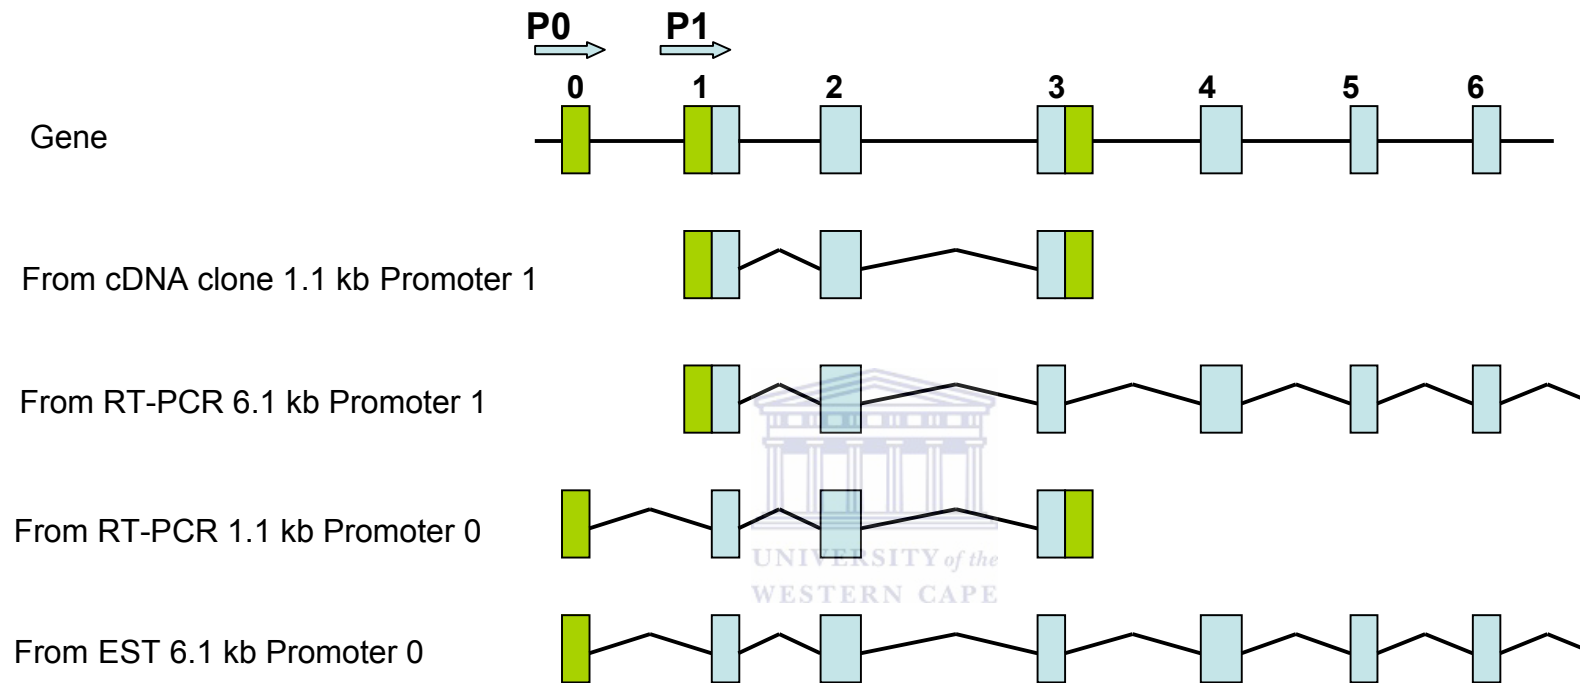 P0 P1
0 1 2 3 4 5 6
Gene
From cDNA clone 1.1 kb Promoter 1
From RT-PCR 6.1 kb Promoter 1
From RT-PCR 1.1 kb Promoter 0
UNIVERSITY of the
WESTERN CAPE
From EST 6.1 kb Promoter 0